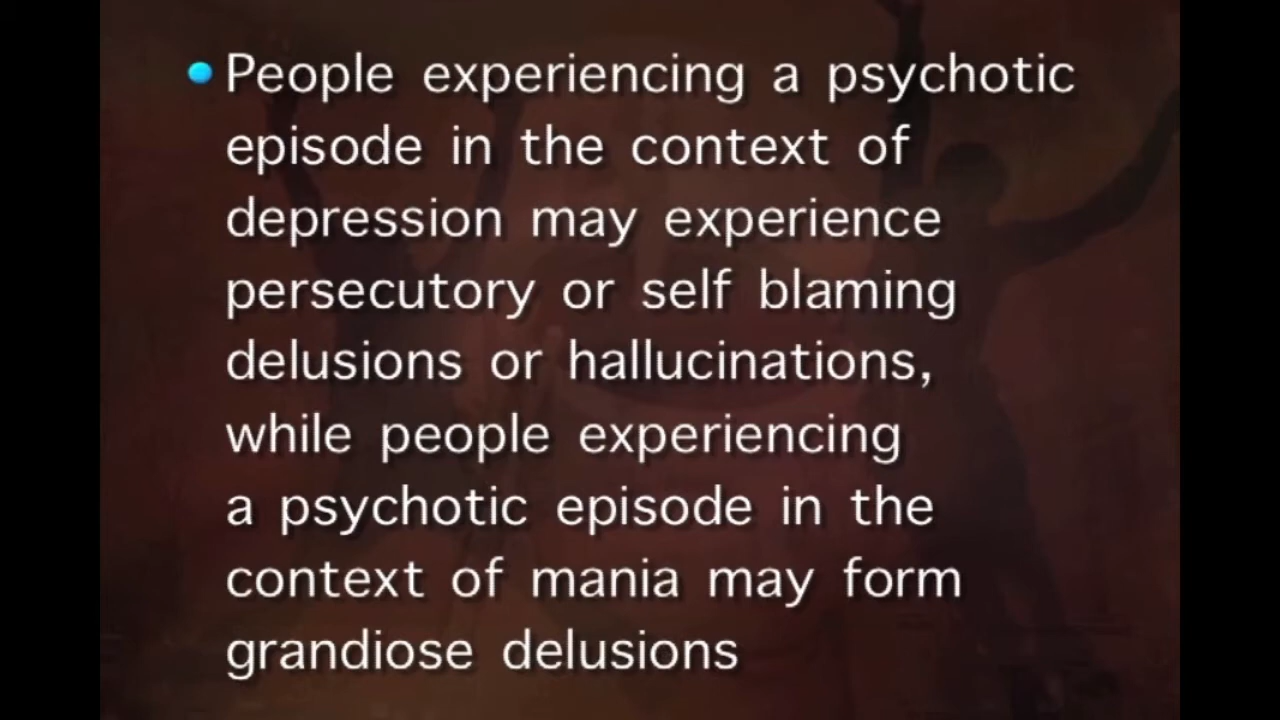 • People experiencing a psychotic
episode in the context of
depression may experience
persecutory or self blaming
delusions or hallucinations,
while people experiencing
a psychotic episode in the
context of mania may form
grandiose delusions